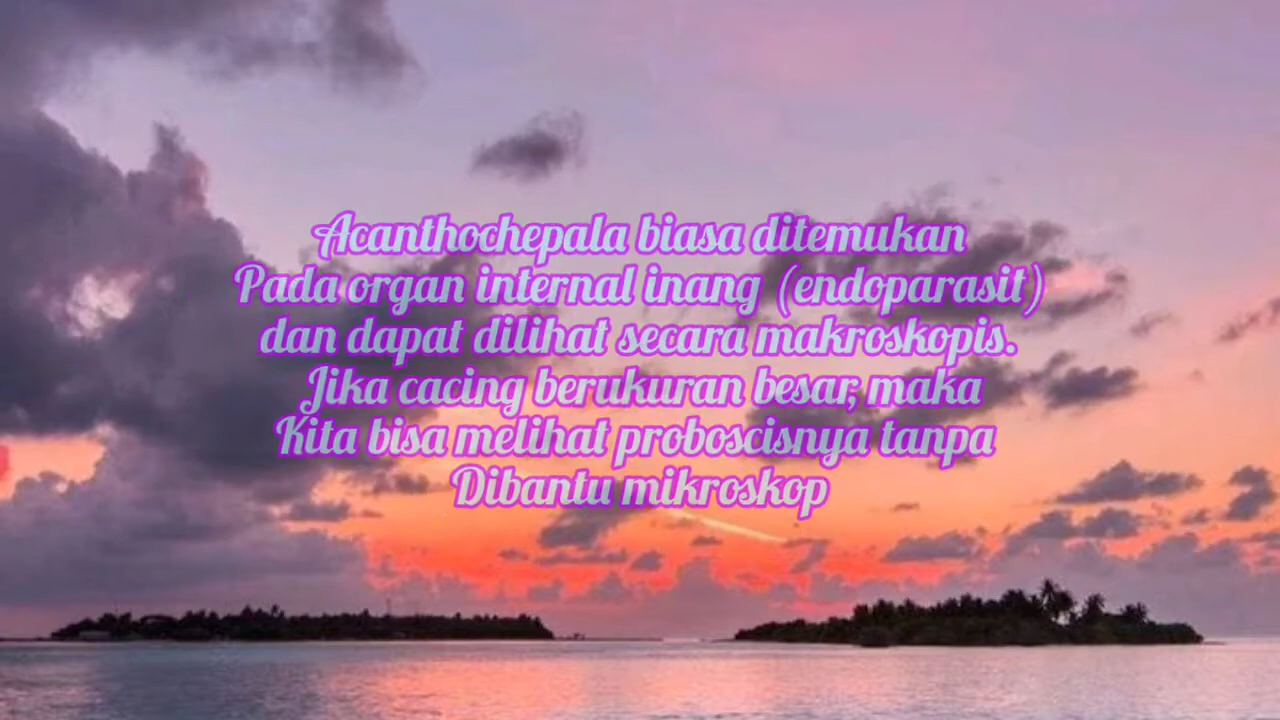 Acanthochepala biasa ditemukan
Pada organ internal inang (endoparasit)
dan dapat dilihat secara makroskopis.
Jika cacing berukuran besar, maka
Kita bisa melihat proboscisnya tanpa
Dibantu mikroskop